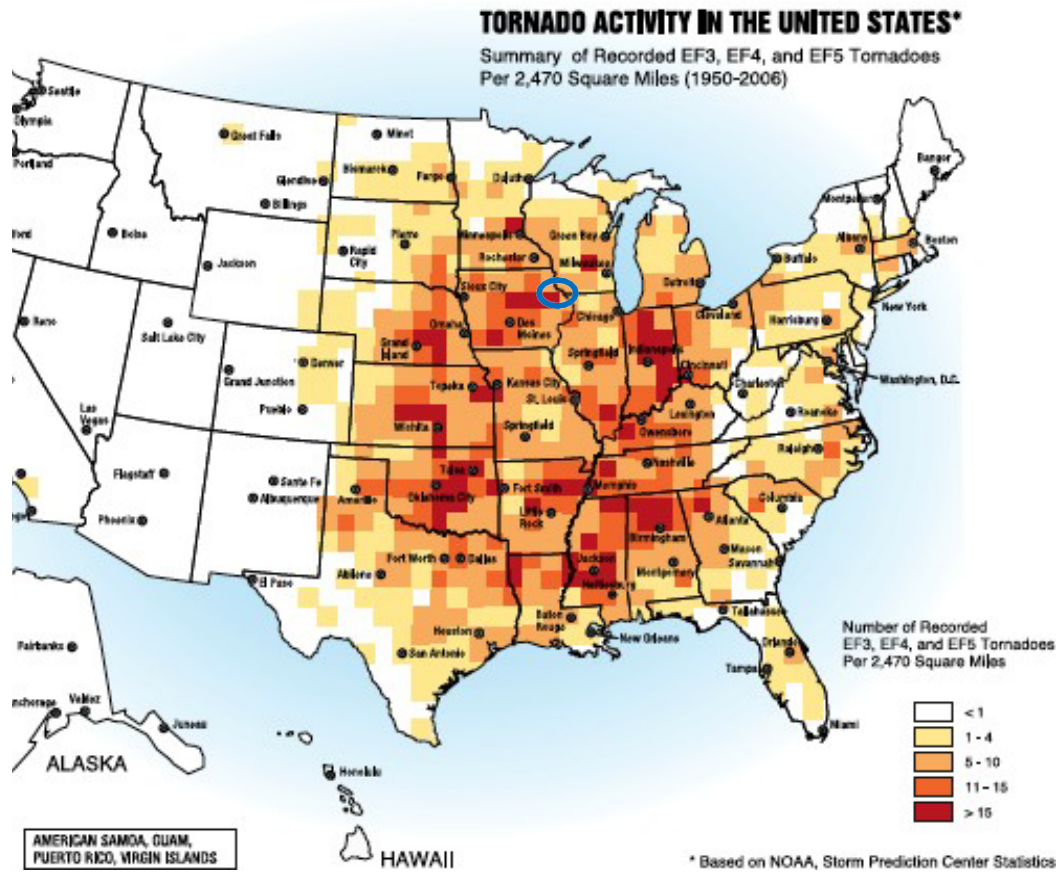 TORNADO ACTIVITY IN THE UNITED STATES*
Summary of Recorded EF3, EF4, and EF5 Tornadoes
Per 2,470 Square Miles (1950-2006)
Seattle
Olympia
Portland
Great Falls
Minot
Bismarck
Fargo
Duluth
Glendive
Billings
Bangor
Montpelier
Boise
Jackson
Rapid City
Pierre
Minneapolis
Green Bay
Rochester
Milwaukee
Albany
Boston
Buffalo
Detroit
Sioux City
Chicago
Cleveland
New York
Reno
Salt Lake City
Omaha
Des Moines
Grand Island
Harrisburg
Denver
Grand Junction
Springfield
Indianapolis
Cincinnati
Washington, D.C.
Topeka
Kansas City
St. Louis
Charleston
Pueblo
Las Vegas
Lexington
Roanoke
Wichita
Springfield
Owensboro
Raleigh
Tulsa
Nashville
Flagstaff
Santa Fe
Albuquerque
Amarillo
Oklahoma City
Fort Smith
Memphis
Columbia
Phoenix
Little Rock
Atlanta
Birmingham
Macon
Fort Worth
Dallas
Jackson
Montgomery
Savannah
El Paso
Abilene
Hattiesburg
Tallahassee
Baton Rouge
Houston
New Orleans
San Antonio
Orlando
Tampa
Miami
Number of Recorded
EF3, EF4, and EF5 Tornadoes
Per 2,470 Square Miles
< 1
1 - 4
5 - 10
11 - 15
> 15
Fairbanks
Valdez
Juneau
ALASKA
Honolulu
HAWAII
AMERICAN SAMOA, GUAM,
PUERTO RICO, VIRGIN ISLANDS
* Based on NOAA, Storm Prediction Center Statistics